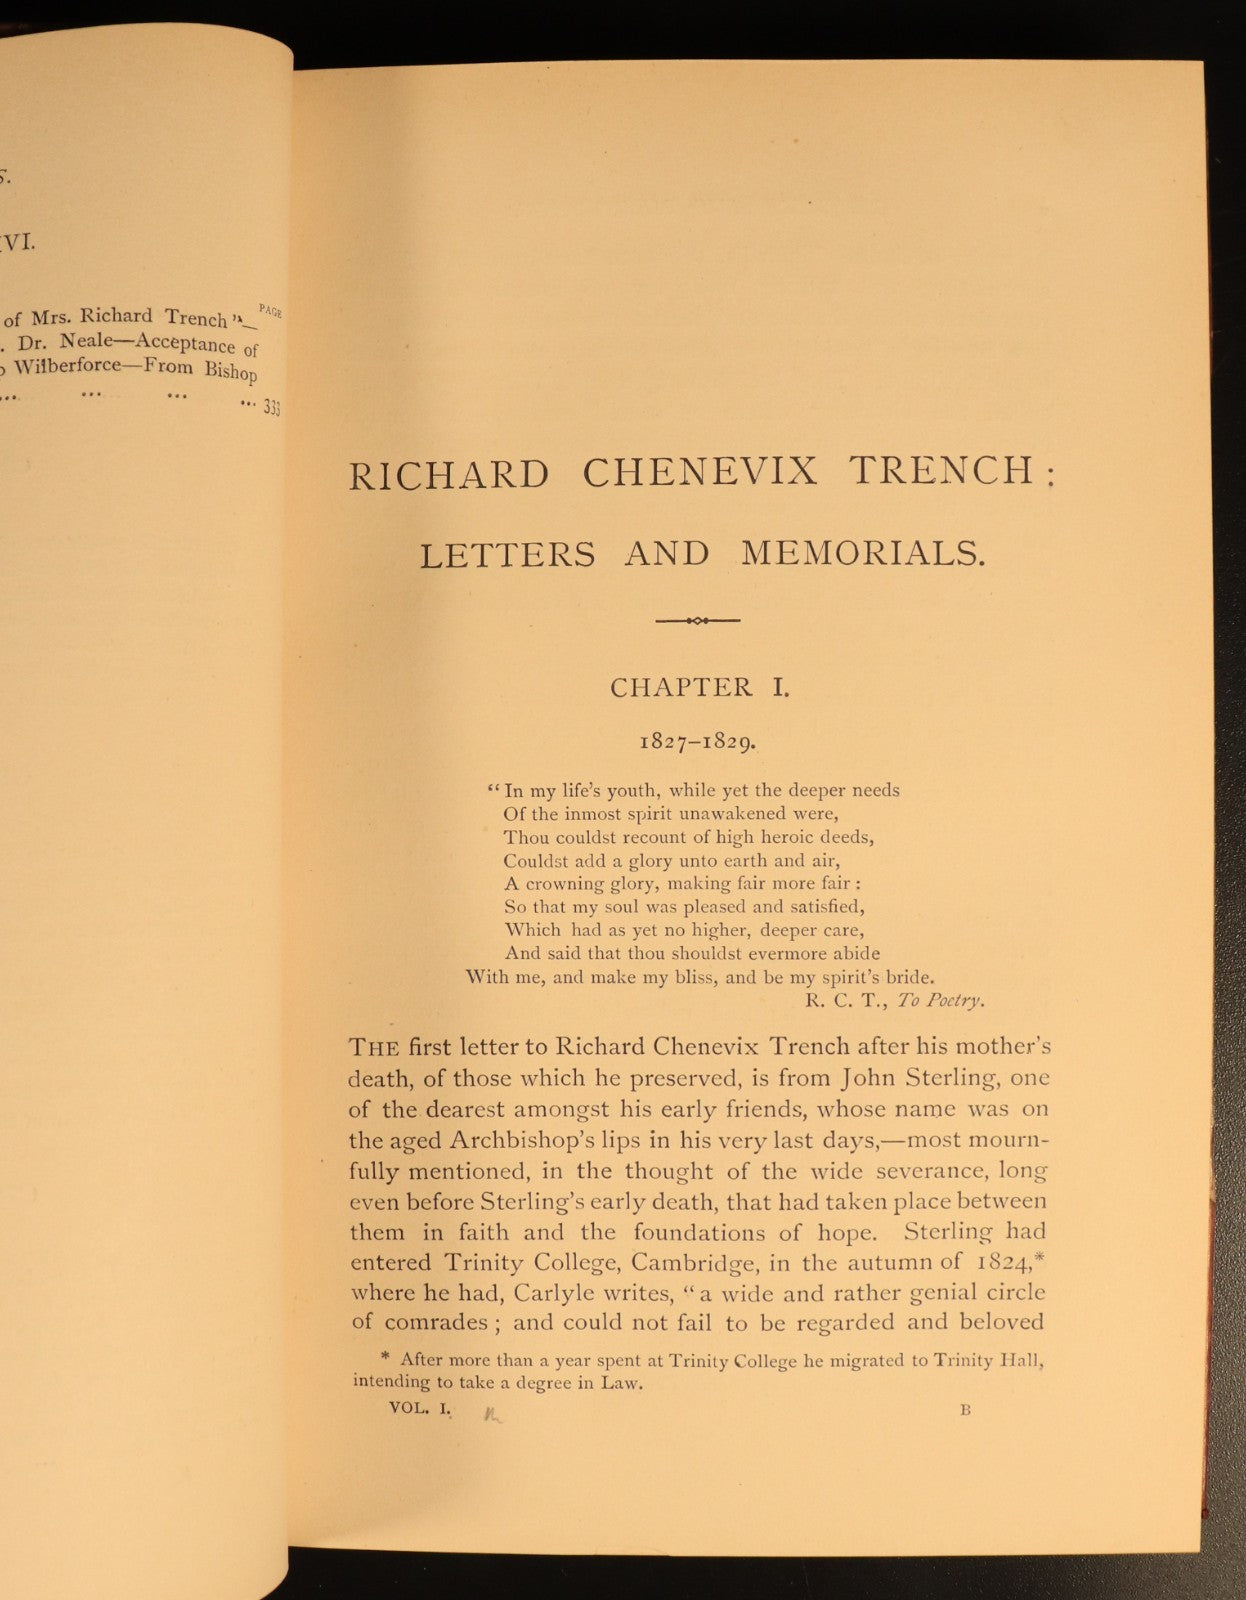 S.
VI.
PAGE
of Mrs. Richard Trench"—
. Dr. Neale—Acceptance of
Wilberforce—From Bishop
... ... ... ... 333
RICHARD CHENEVIX TRENCH:
LETTERS AND MEMORIALS.
CHAPTER I.
1827–1829.
"In my life's youth, while yet the deeper needs
Of the inmost spirit unawakened were,
Thou couldst recount of high heroic deeds,
Couldst add a glory unto earth and air,
A crowning glory, making fair more fair:
So that my soul was pleased and satisfied,
Which had as yet no higher, deeper care,
And said that thou shouldst evermore abide
With me, and make my bliss, and be my spirit's bride.
R. C. T., To Poetry.
THE first letter to Richard Chenevix Trench after his mother's
death, of those which he preserved, is from John Sterling, one
of the dearest amongst his early friends, whose name was on
the aged Archbishop's lips in his very last days,—most mourn-
fully mentioned, in the thought of the wide severance, long
even before Sterling's early death, that had taken place between
them in faith and the foundations of hope. Sterling had
entered Trinity College, Cambridge, in the autumn of 1824,*
where he had, Carlyle writes, "a wide and rather genial circle
of comrades; and could not fail to be regarded and beloved
* After more than a year spent at Trinity College he migrated to Trinity Hall,
intending to take a degree in Law.
VOL. I. B